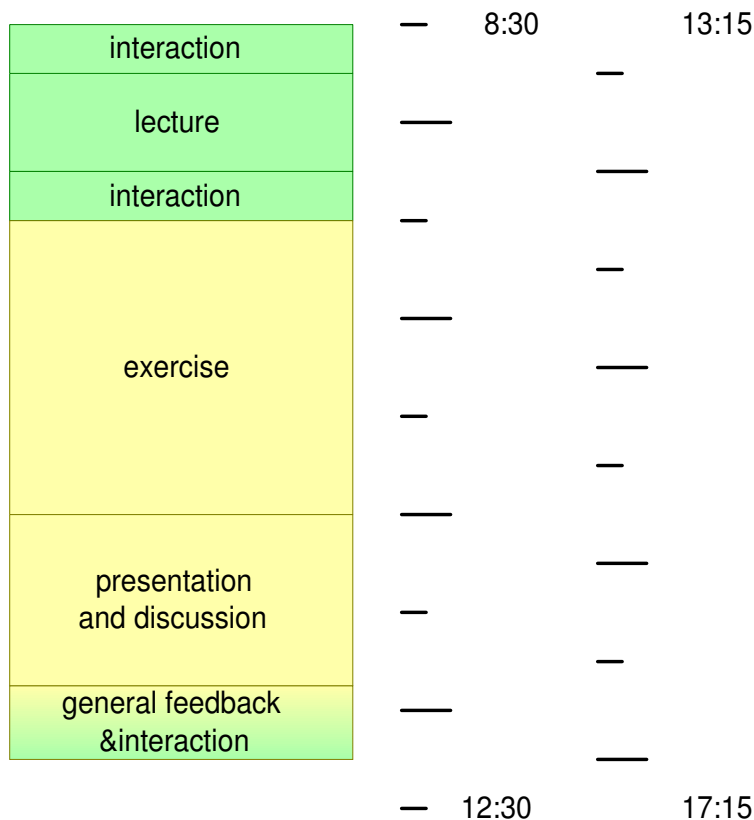 8:30 13:15
interaction
lecture
interaction
exercise
presentation
and discussion
general feedback
&interaction
12:30 17:15